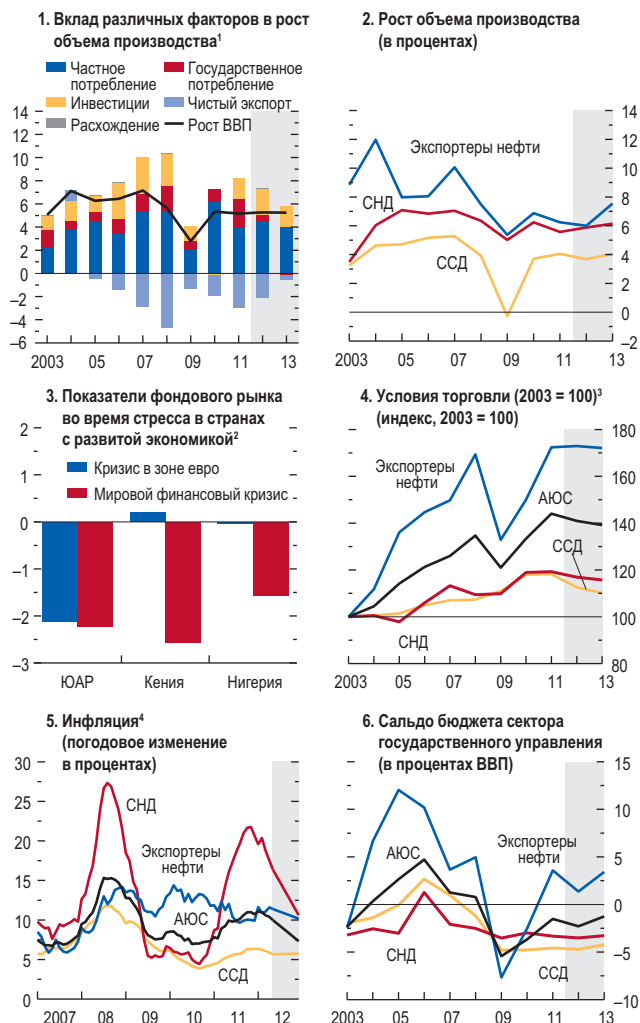 1. Вклад различных факторов в рост
объема производства¹
Частное
потребление
Государственное
потребление
Инвестиции
Чистый экспорт
Расхождение
Рост ВВП
14
12
10
8
6
4
2
0
–2
–4
–6
2003 05 07 09 11 13
2. Рост объема производства
(в процентах)
Экспортеры нефти
СНД
ССД
14
12
10
8
6
4
2
0
–2
2003 05 07 09 11 13
3. Показатели фондового рынка
во время стресса в странах
с развитой экономикой²
Кризис в зоне евро
Мировой финансовый кризис
2
1
0
–1
–2
–3
ЮАР Кения Нигерия
4. Условия торговли (2003 = 100)³
(индекс, 2003 = 100)
Экспортеры
нефти
АЮС
ССД
СНД
180
160
140
120
100
80
2003 05 07 09 11 13
5. Инфляция⁴
(погодовое изменение
в процентах)
СНД
Экспортеры
нефти
АЮС
ССД
30
25
20
15
10
5
0
2007 08 09 10 11 12
6. Сальдо бюджета сектора
государственного управления
(в процентах ВВП)
АЮС
Экспортеры
нефти
СНД
ССД
15
10
5
0
–5
–10
2003 05 07 09 11 13